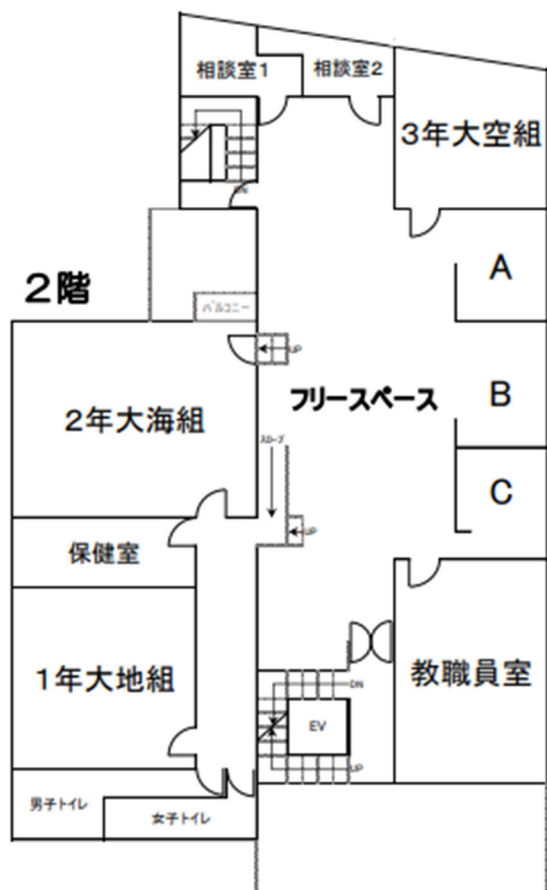 相談室1
相談室2
3年大空組
DN
A
2階
バルコニー
UP
B
2年大海組
フリースペース
スロープ
C
UP
保健室
1年大地組
教職員室
DN
EV
UP
男子トイレ
女子トイレ